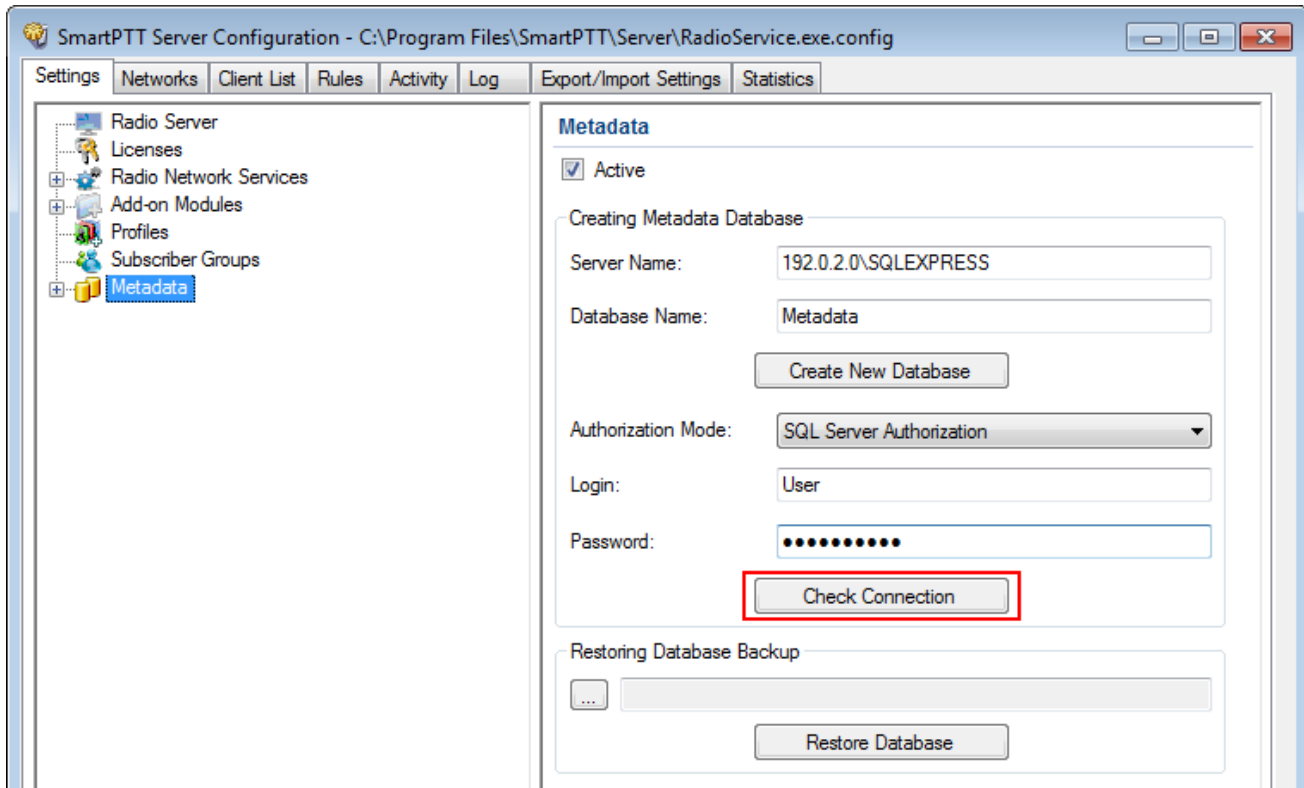 SmartPTT Server Configuration - C:\Program Files\SmartPTT\Server\RadioService.exe.config
Settings Networks Client List Rules Activity Log Export/Import Settings Statistics
Radio Server
Licenses
Radio Network Services
Add-on Modules
Profiles
Subscriber Groups
Metadata
Metadata
Active
Creating Metadata Database
Server Name: 192.0.2.0\SQLEXPRESS
Database Name: Metadata
Create New Database
Authorization Mode: SQL Server Authorization
Login: User
Password: ●●●●●●●●●●
Check Connection
Restoring Database Backup
...
Restore Database